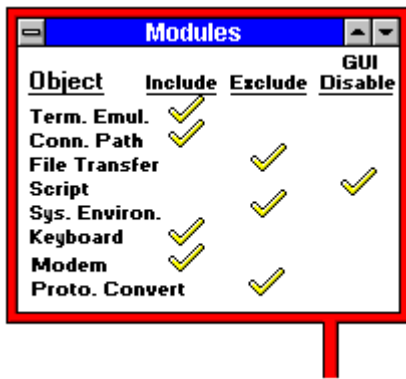 Modules
GUI
Object Include Exclude Disable
Term. Emul.
Conn. Path
File Transfer
Script
Sys. Environ.
Keyboard
Modem
Proto. Convert